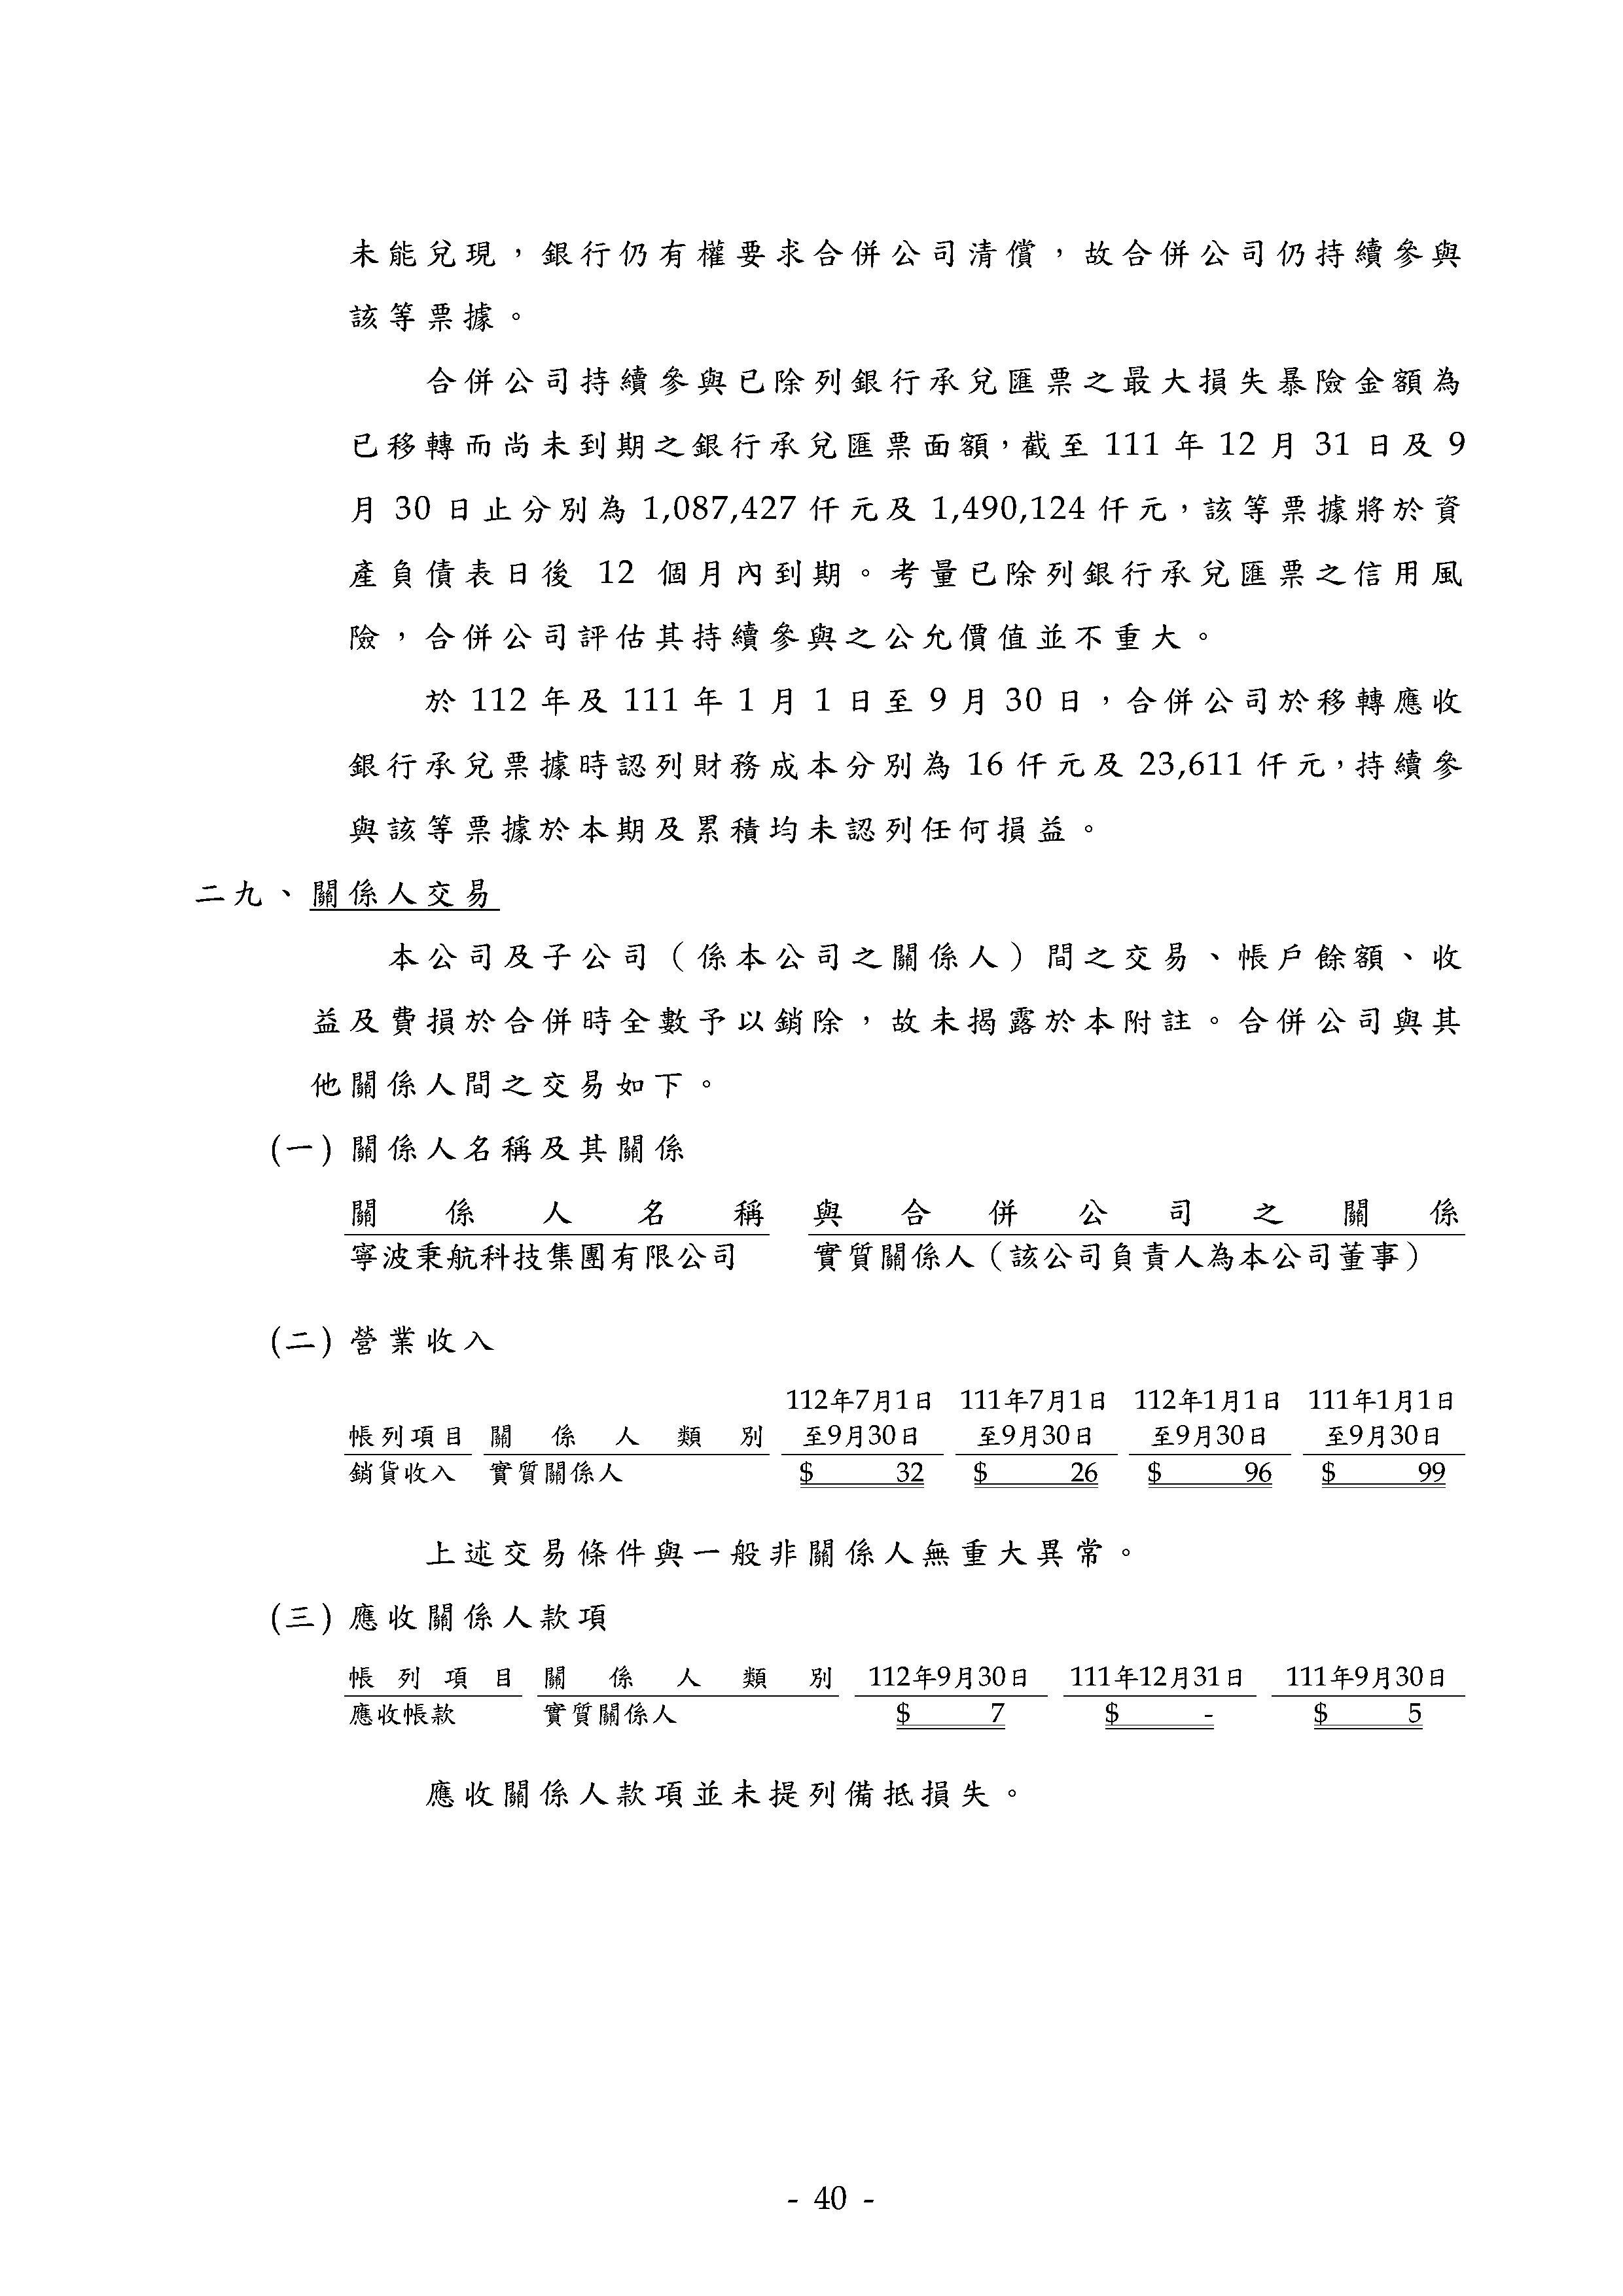 未能兌現，銀行仍有權要求合併公司清償，故合併公司仍持續參與
該等票據。
合併公司持續參與已除列銀行承兌匯票之最大損失暴險金額為
已移轉而尚未到期之銀行承兌匯票面額，截至 111 年 12 月 31 日及 9
月 30 日止分別為 1,087,427 仟元及 1,490,124 仟元，該等票據將於資
產負債表日後 12 個月內到期。考量已除列銀行承兌匯票之信用風
險，合併公司評估其持續參與之公允價值並不重大。
於 112 年及 111 年 1 月 1 日至 9 月 30 日，合併公司於移轉應收
銀行承兌票據時認列財務成本分別為 16 仟元及 23,611 仟元，持續參
與該等票據於本期及累積均未認列任何損益。
二九、關係人交易
本公司及子公司（係本公司之關係人）間之交易、帳戶餘額、收
益及費損於合併時全數予以銷除，故未揭露於本附註。合併公司與其
他關係人間之交易如下。
(一) 關係人名稱及其關係
關係人名稱 與合併公司之關係
寧波秉航科技集團有限公司 實質關係人（該公司負責人為本公司董事）
(二) 營業收入
112年7月1日 111年7月1日 112年1月1日 111年1月1日
帳列項目 關係人類別 至9月30日 至9月30日 至9月30日 至9月30日
銷貨收入 實質關係人 $ 32 $ 26 $ 96 $ 99
上述交易條件與一般非關係人無重大異常。
(三) 應收關係人款項
帳列項目 關係人類別 112年9月30日 111年12月31日 111年9月30日
應收帳款 實質關係人 $ 7 $ - $ 5
應收關係人款項並未提列備抵損失。
- 40 -